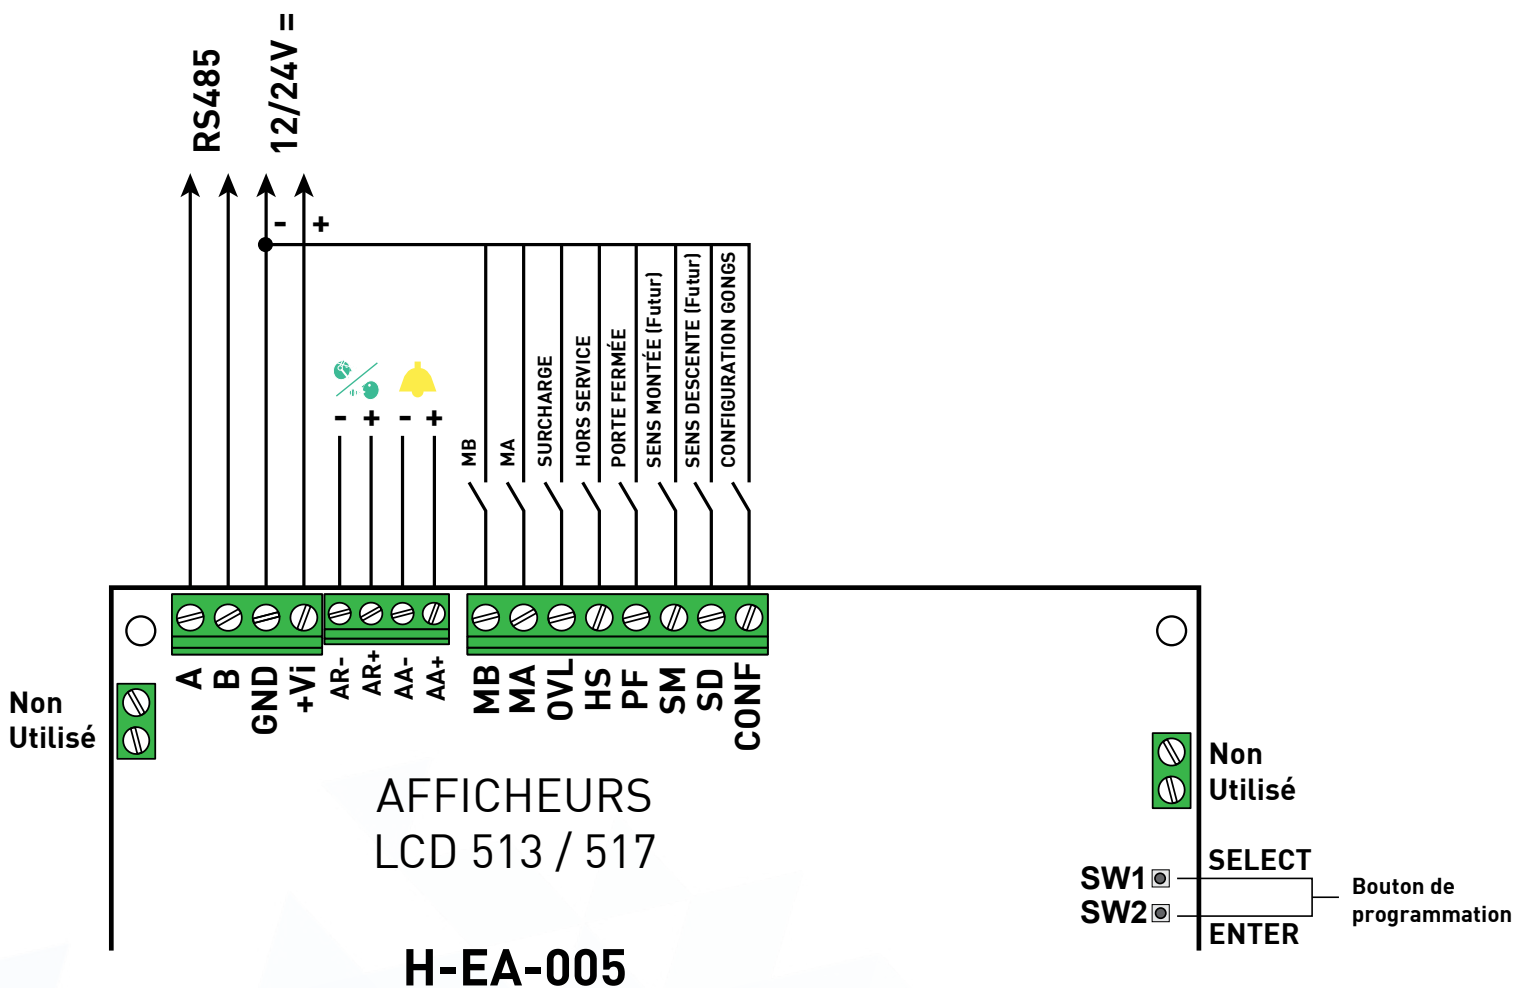 RS485
12/24V =
- +
- + - +
MB
MA
SURCHARGE
HORS SERVICE
PORTE FERMÉE
SENS MONTÉE (Futur)
SENS DESCENTE (Futur)
CONFIGURATION GONGS
A
B
GND
+Vi
AR-
AR+
AA-
AA+
MB
MA
OVL
HS
PF
SM
SD
CONF
Non
Utilisé
Non
Utilisé
AFFICHEURS
LCD 513 / 517
SW1
SW2
SELECT
ENTER
Bouton de
programmation
H-EA-005